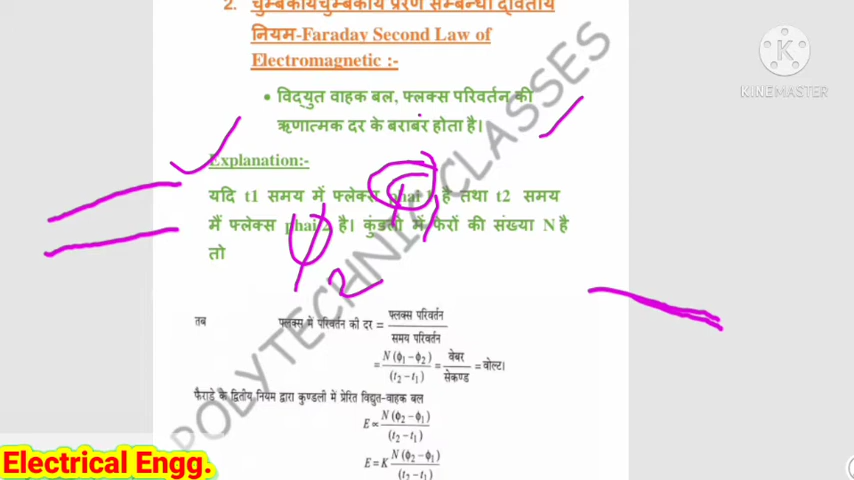 2. चुम्बकीयचुम्बकीय प्रेरण सम्बन्धी द्वितीय
नियम-Faraday Second Law of
Electromagnetic :-
• विद्युत वाहक बल, फ्लक्स परिवर्तन की
ऋणात्मक दर के बराबर होता है।
Explanation:-
यदि t1 समय में फ्लेक्स phai 1 है तथा t2 समय
मैं फ्लेक्स phai 2 है। कुंडली में फेरों की संख्या N है
तो
ϕ 2
तब फ्लक्स में परिवर्तन की दर = फ्लक्स परिवर्तन / समय परिवर्तन
= N (ϕ₁−ϕ₂) / (t₂−t₁) = वेबर / सेकण्ड = वोल्ट।
फैराडे के द्वितीय नियम द्वारा कुण्डली में प्रेरित विद्युत-वाहक बल
E ∝ N (ϕ₂−ϕ₁) / (t₂−t₁)
E = K N (ϕ₂−ϕ₁) / (t₂−t₁)
POLYTECHNIC CLASSES
K
KINEMASTER
Electrical Engg.